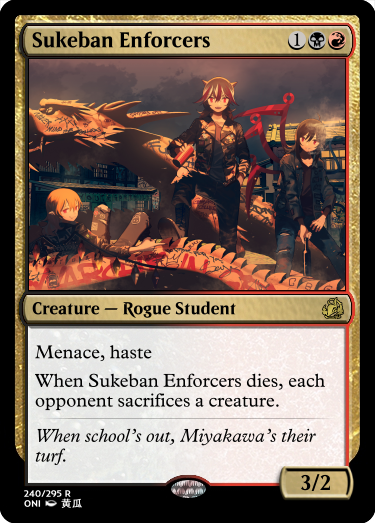 Sukeban Enforcers 1
Creature — Rogue Student
Menace, haste
When Sukeban Enforcers dies, each
opponent sacrifices a creature.
When school's out, Miyakawa's their
turf.
3/2
240/295 R
ONI 黄瓜